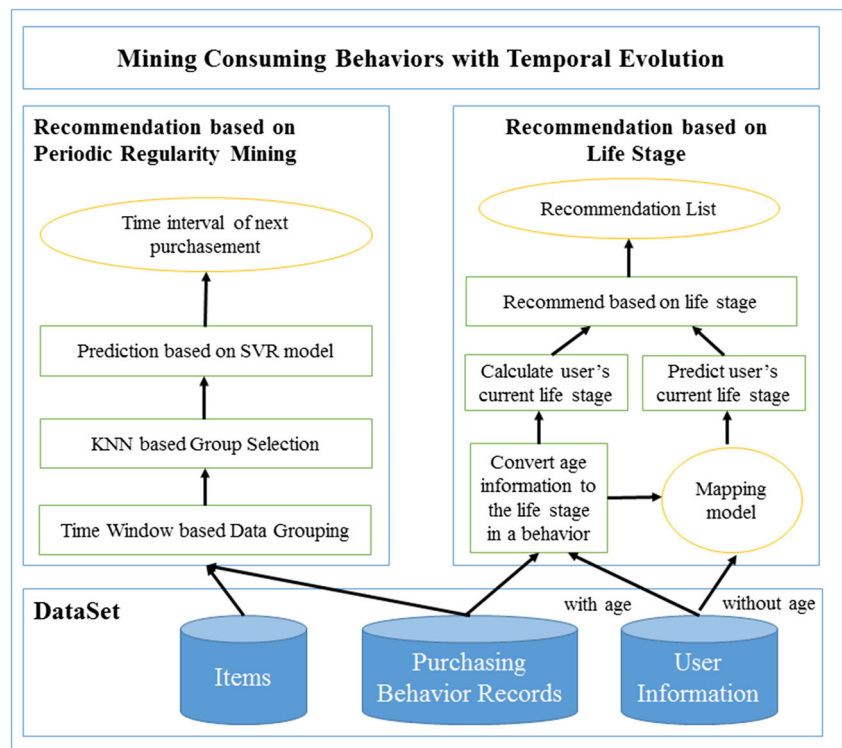 Mining Consuming Behaviors with Temporal Evolution
Recommendation based on
Periodic Regularity Mining
Time interval of next
purchasement
Prediction based on SVR model
KNN based Group Selection
Time Window based Data Grouping
Recommendation based on
Life Stage
Recommendation List
Recommend based on life stage
Calculate user's
current life stage
Predict user's
current life stage
Convert age
information to
the life stage
in a behavior
Mapping
model
with age
without age
DataSet
Items
Purchasing
Behavior Records
User
Information